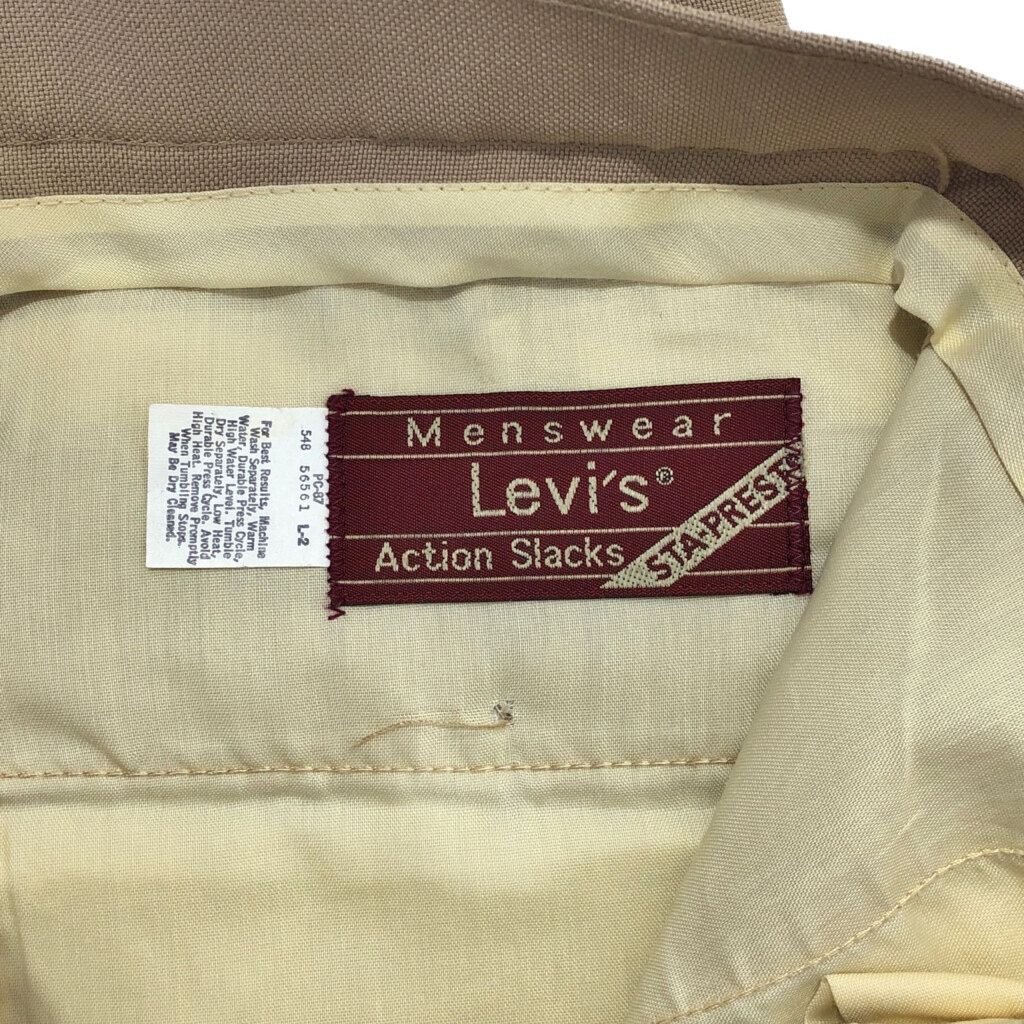 Menswear
Levi's®
Action Slacks
STA-PREST
PC-87
548 56561 L-2
For Best Results, Machine
Wash Separately, Warm
Water, Durable Press Cycle,
High Water Level. Tumble
Dry Separately, Low Heat,
Durable Press Cycle. Avoid
High Heat. Remove Promptly
When Tumbling Stops.
May Be Dry Cleaned.